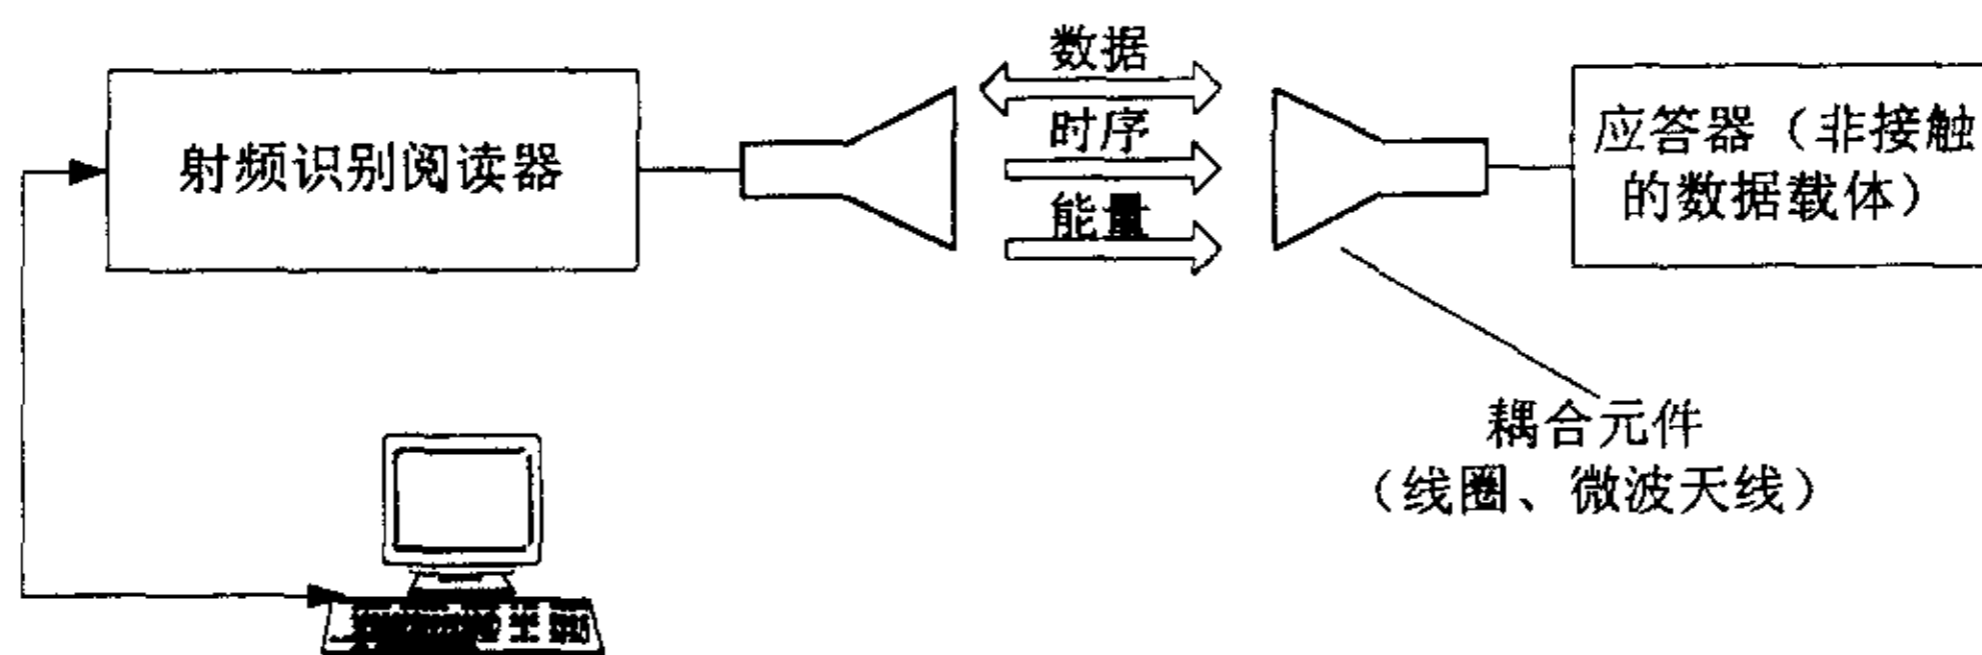 数据
射频识别阅读器
时序
能量
应答器（非接触
的数据载体）
耦合元件
（线圈、微波天线）